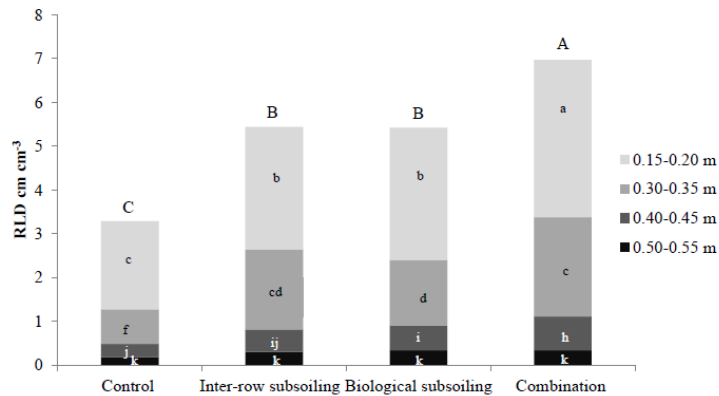 8
7
6
5
4
3
2
1
0
RLD cm cm⁻³
C
B
B
A
c
f
j
k
b
cd
ij
k
b
d
i
k
a
c
h
k
Control
Inter-row subsoiling
Biological subsoiling
Combination
0.15-0.20 m
0.30-0.35 m
0.40-0.45 m
0.50-0.55 m